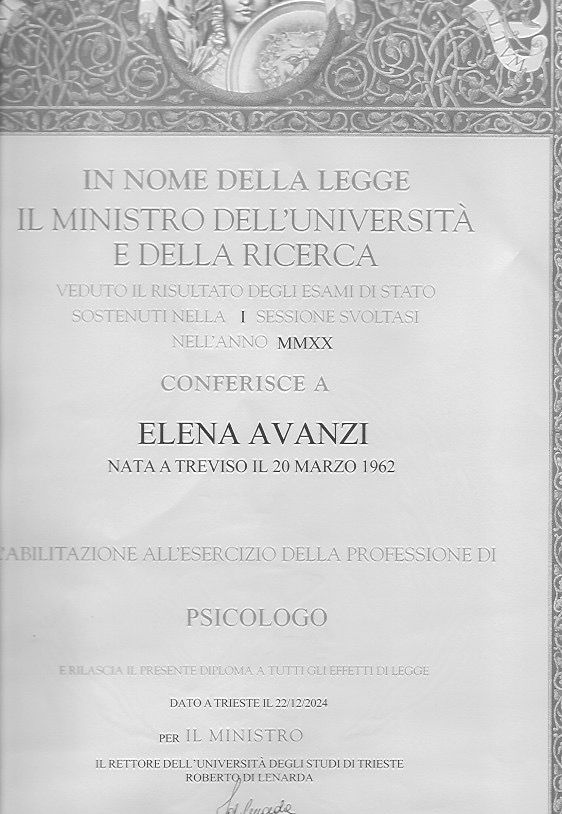 ALTIUM
IN NOME DELLA LEGGE
IL MINISTRO DELL'UNIVERSITÀ
E DELLA RICERCA
VEDUTO IL RISULTATO DEGLI ESAMI DI STATO
SOSTENUTI NELLA I SESSIONE SVOLTASI
NELL'ANNO MMXX
CONFERISCE A
ELENA AVANZI
NATA A TREVISO IL 20 MARZO 1962
L'ABILITAZIONE ALL'ESERCIZIO DELLA PROFESSIONE DI
PSICOLOGO
E RILASCIA IL PRESENTE DIPLOMA A TUTTI GLI EFFETTI DI LEGGE
DATO A TRIESTE IL 22/12/2024
PER IL MINISTRO
IL RETTORE DELL'UNIVERSITÀ DEGLI STUDI DI TRIESTE
ROBERTO DI LENARDA